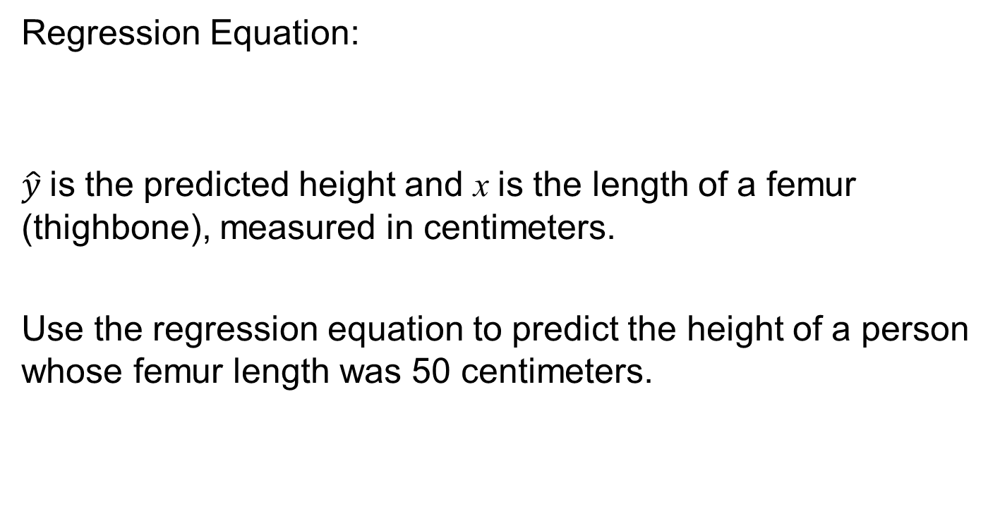 Regression Equation:
ŷ is the predicted height and x is the length of a femur
(thighbone), measured in centimeters.
Use the regression equation to predict the height of a person
whose femur length was 50 centimeters.